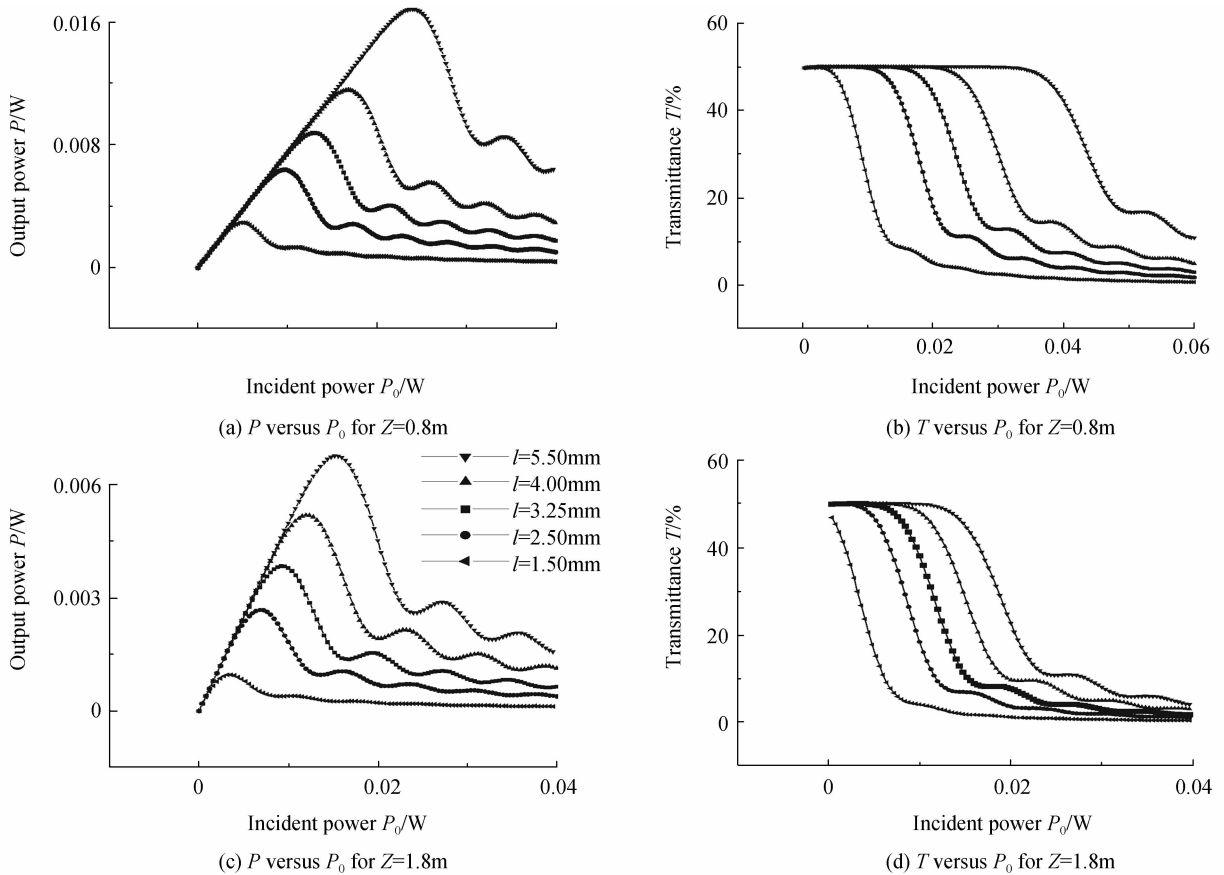 0.016
0.008
0
Output power P/W
Incident power P₀/W
(a) P versus P₀ for Z=0.8m
60
40
20
0
Transmittance T/%
0 0.02 0.04 0.06
Incident power P₀/W
(b) T versus P₀ for Z=0.8m
0.006
0.003
0
Output power P/W
l=5.50mm
l=4.00mm
l=3.25mm
l=2.50mm
l=1.50mm
0 0.02 0.04
Incident power P₀/W
(c) P versus P₀ for Z=1.8m
60
40
20
0
Transmittance T/%
0 0.02 0.04
Incident power P₀/W
(d) T versus P₀ for Z=1.8m